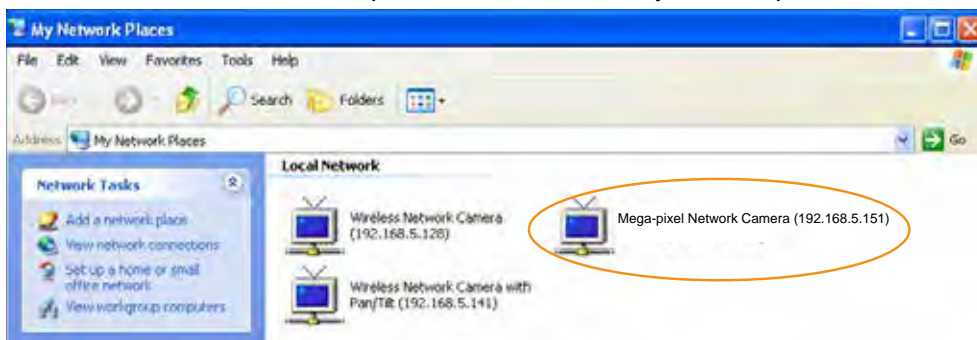 My Network Places
File Edit View Favorites Tools Help
Search Folders
Address My Network Places Go
Network Tasks
Add a network place
View network connections
Set up a home or small
office network
View workgroup computers
Local Network
Wireless Network Camera
(192.168.5.128)
Mega-pixel Network Camera (192.168.5.151)
Wireless Network Camera with
Pan/Tilt (192.168.5.141)